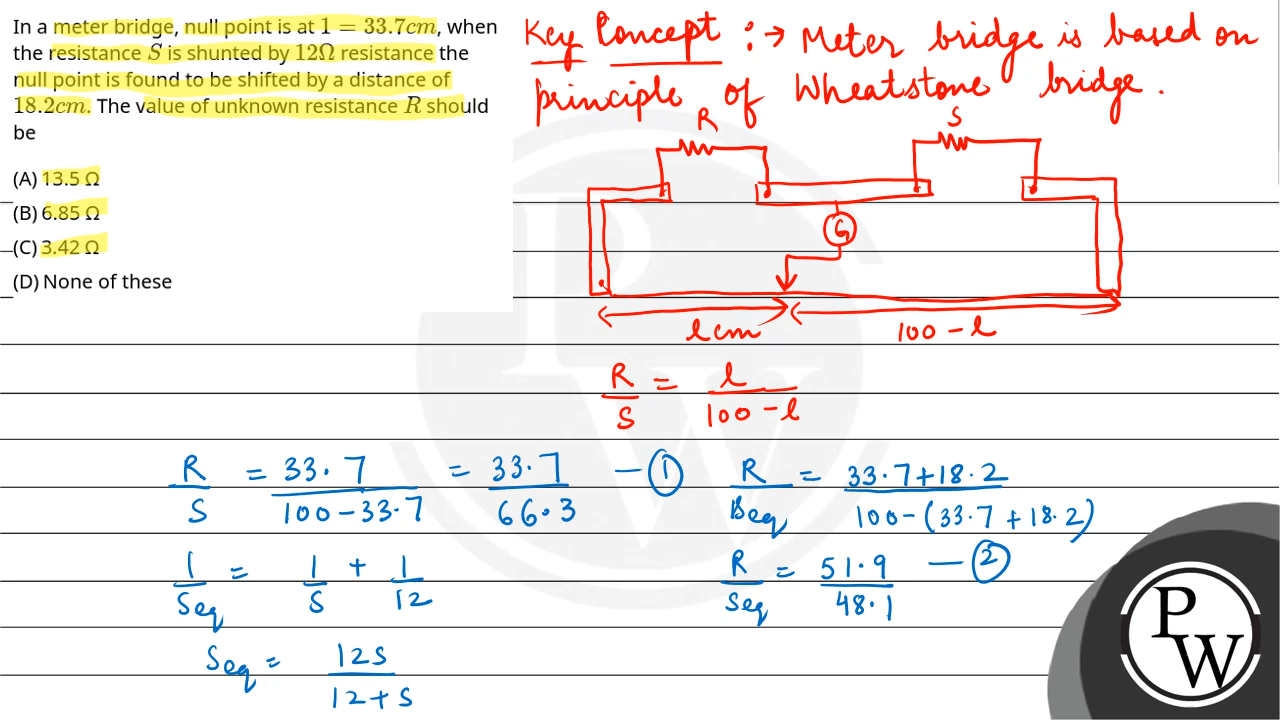 In a meter bridge, null point is at 1 = 33.7cm, when
the resistance S is shunted by 12Ω resistance the
null point is found to be shifted by a distance of
18.2cm. The value of unknown resistance R should
be
(A) 13.5 Ω
(B) 6.85 Ω
(C) 3.42 Ω
(D) None of these
Key Concept :→ Meter bridge is based on
principle of Wheatstone bridge.
R S
G
l cm 100 - l
R/S = l/(100 - l)
R/S = 33.7/(100 - 33.7) = 33.7/66.3 — ①
1/Seq = 1/S + 1/12
Seq = 12S/(12 + S)
R/Beq = (33.7 + 18.2)/(100 - (33.7 + 18.2))
R/Seq = 51.9/48.1 — ②
PW